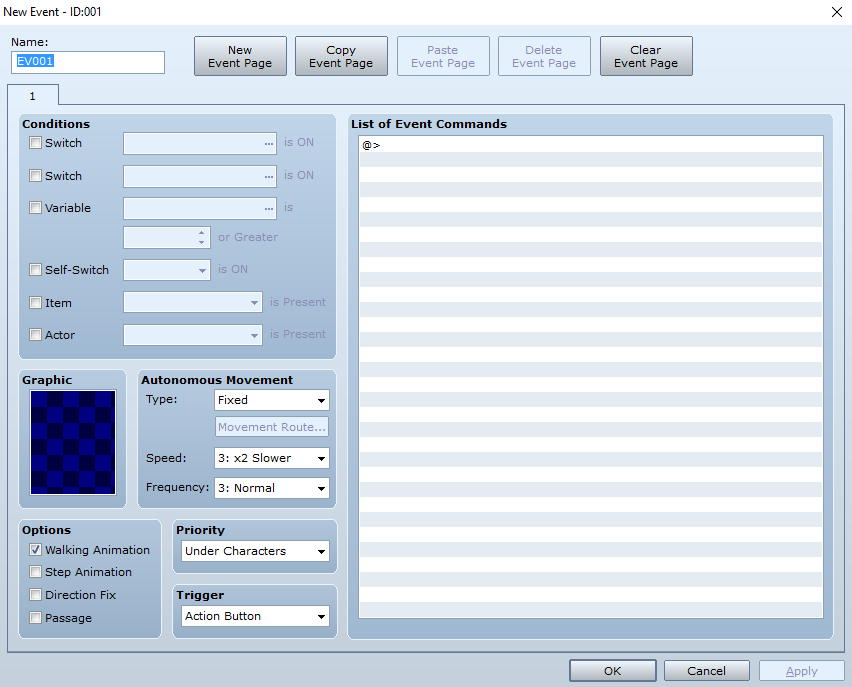 New Event - ID:001
Name:
EV001
New Event Page
Copy Event Page
Paste Event Page
Delete Event Page
Clear Event Page
1
Conditions
Switch ... is ON
Switch ... is ON
Variable ... is
or Greater
Self-Switch is ON
Item is Present
Actor is Present
Graphic
Autonomous Movement
Type: Fixed
Movement Route...
Speed: 3: x2 Slower
Frequency: 3: Normal
Options
Walking Animation
Step Animation
Direction Fix
Passage
Priority
Under Characters
Trigger
Action Button
List of Event Commands
@>
OK
Cancel
Apply